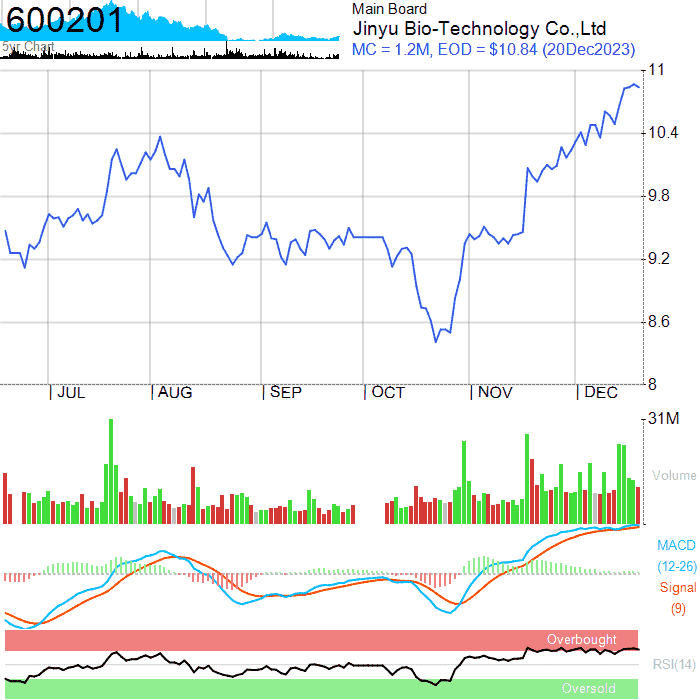 600201
5yr Chart
Main Board
Jinyu Bio-Technology Co.,Ltd
MC = 1.2M, EOD = $10.84 (20Dec2023)
11
10.4
9.8
9.2
8.6
8
JUL AUG SEP OCT NOV DEC
31M
Volume
MACD
(12-26)
Signal
(9)
Overbought
RSI(14)
Oversold